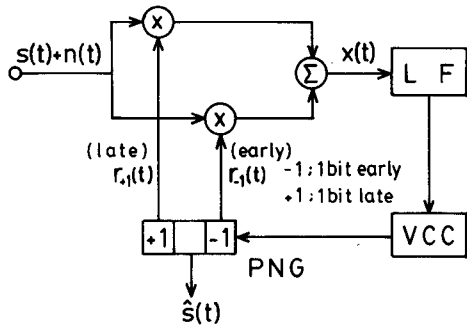 s(t)+n(t)
X
Σ
x(t)
L F
X
(late)
r₊₁(t)
(early)
r₋₁(t)
-1 ; 1bit early
+1 ; 1bit late
+1
-1
VCC
PNG
ŝ(t)